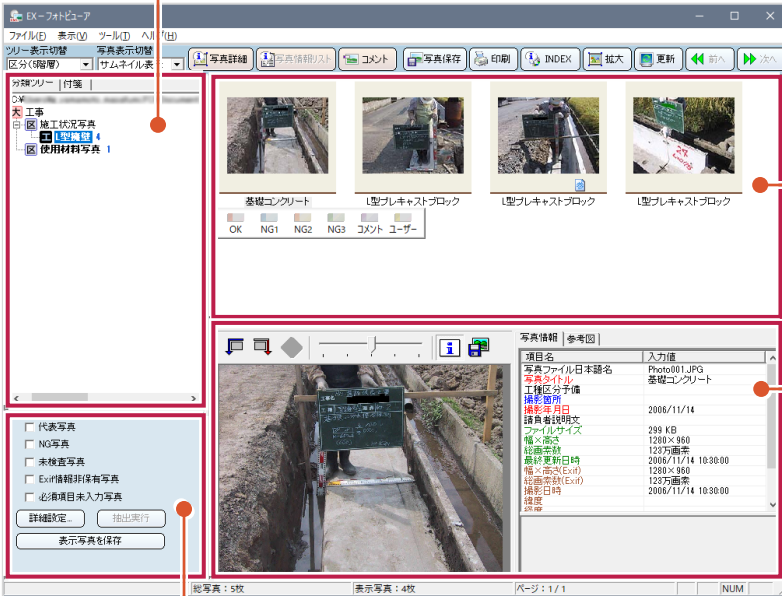 EX-フォトビューア
ファイル(F) 表示(V) ツール(T) ヘルプ(H)
ツリー表示切替 写真表示切替
区分(5階層) サムネイル表
写真詳細 写真情報リスト コメント 写真保存 印刷 INDEX 拡大 更新 前へ 次へ
分類ツリー 付箋
工事
施工状況写真
L型擁壁 4
使用材料写真 1
基礎コンクリート L型プレキャストブロック L型プレキャストブロック L型プレキャストブロック
OK NG1 NG2 NG3 コメント ユーザー
写真情報 参考図
項目名 入力値
写真ファイル日本語名 Photo001.JPG
写真タイトル 基礎コンクリート
工種区分予備
撮影箇所
撮影年月日 2006/11/14
請負者説明文
ファイルサイズ 299 KB
幅×高さ 1280×960
総画素数 123万画素
最終更新日時 2006/11/14 10:30:00
幅×高さ(Exif) 1280×960
総画素数(Exif) 123万画素
撮影日時 2006/11/14 10:30:00
緯度
経度
代表写真
NG写真
未検査写真
Exif情報非保有写真
必須項目未入力写真
詳細設定... 抽出実行
表示写真を保存
総写真：5枚 表示写真：4枚 ページ：1/1 NUM